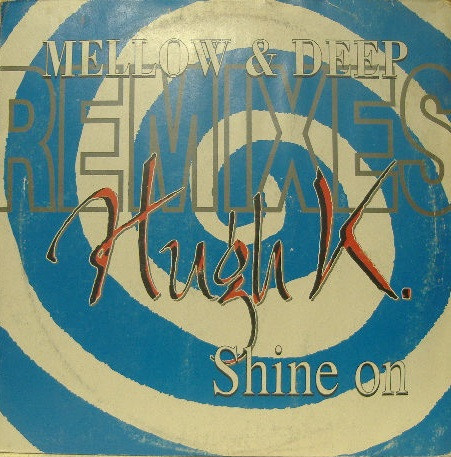 MELLOW & DEEP
REMIXES
Hugh K.
Shine on